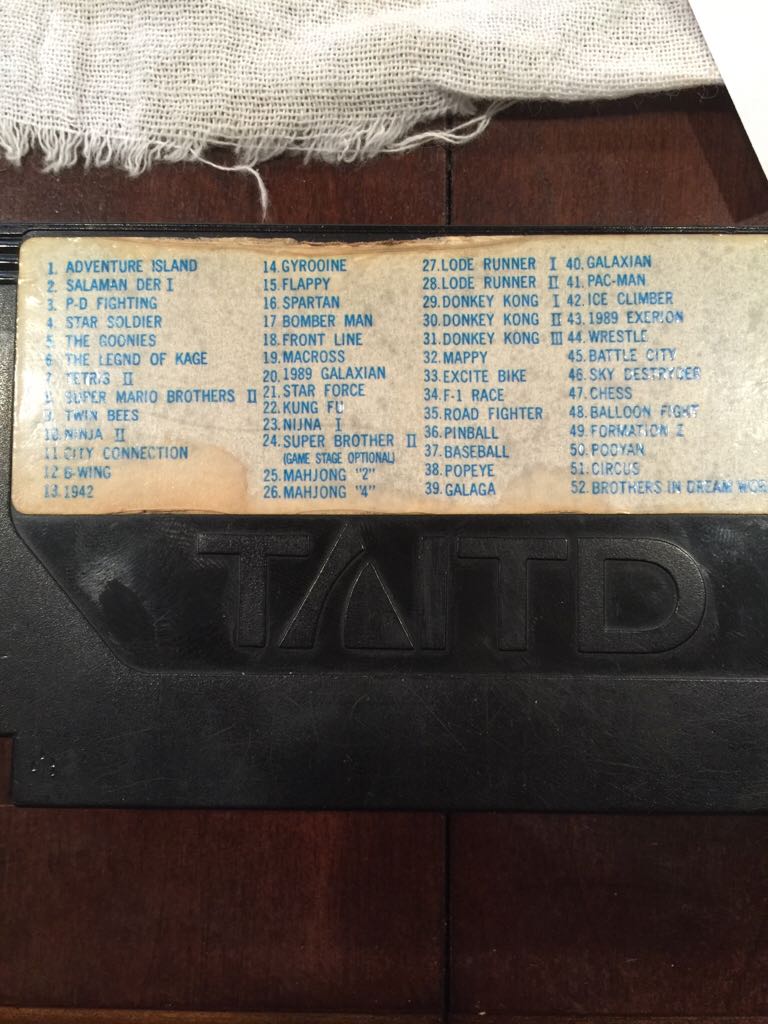 1. ADVENTURE ISLAND
2. SALAMAN DER I
3. P-D FIGHTING
4. STAR SOLDIER
5. THE GOONIES
6. THE LEGND OF KAGE
7. TETRIS II
8. SUPER MARIO BROTHERS II
9. TWIN BEES
10. NINJA II
11. CITY CONNECTION
12. B-WING
13. 1942
14. GYROOINE
15. FLAPPY
16. SPARTAN
17 BOMBER MAN
18. FRONT LINE
19. MACROSS
20. 1989 GALAXIAN
21. STAR FORCE
22. KUNG FU
23. NIJNA I
24. SUPER BROTHER II
(GAME STAGE OPTIONAL)
25. MAHJONG "2"
26. MAHJONG "4"
27. LODE RUNNER I
28. LODE RUNNER II
29. DONKEY KONG I
30. DONKEY KONG II
31. DONKEY KONG III
32. MAPPY
33. EXCITE BIKE
34. F-1 RACE
35. ROAD FIGHTER
36. PINBALL
37. BASEBALL
38. POPEYE
39. GALAGA
40. GALAXIAN
41. PAC-MAN
42. ICE CLIMBER
43. 1989 EXERION
44. WRESTLE
45. BATTLE CITY
46. SKY DESTRYDER
47. CHESS
48. BALLOON FIGHT
49. FORMATION Z
50. POOYAN
51. CIRCUS
52. BROTHERS IN DREAM
TAITD